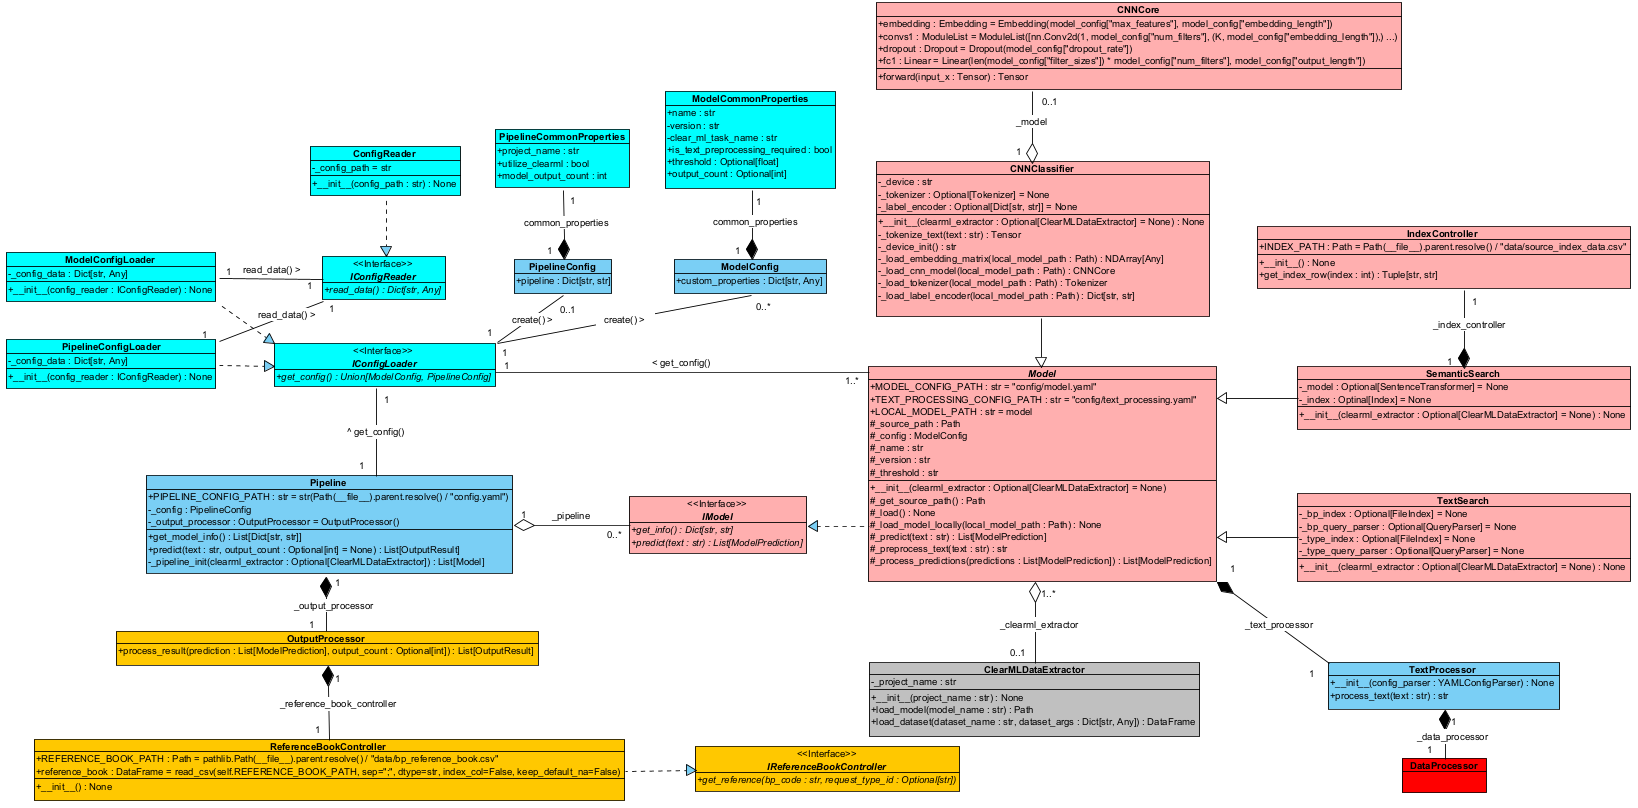 CNNCore
+embedding : Embedding = Embedding(model_config["max_features"], model_config["embedding_length"])
+convs1 : ModuleList = ModuleList([nn.Conv2d(1, model_config["num_filters"], (K, model_config["embedding_length"]),) ...)
+dropout : Dropout = Dropout(model_config["dropout_rate"])
+fc1 : Linear = Linear(len(model_config["filter_sizes"]) * model_config["num_filters"], model_config["output_length"])
+forward(input_x : Tensor) : Tensor
0..1
_model
1
ModelCommonProperties
+name : str
-version : str
-clear_ml_task_name : str
+is_text_preprocessing_required : bool
+threshold : Optional[float]
+output_count : Optional[int]
1
common_properties
1
PipelineCommonProperties
+project_name : str
+utilize_clearml : bool
+model_output_count : int
1
common_properties
1
ConfigReader
-_config_path = str
+__init__(config_path : str) : None
CNNClassifier
-_device : str
-_tokenizer : Optional[Tokenizer] = None
-_label_encoder : Optional[Dict[str, str]] = None
+__init__(clearml_extractor : Optional[ClearMLDataExtractor] = None) : None
-_tokenize_text(text : str) : Tensor
-_device_init() : str
-_load_embedding_matrix(local_model_path : Path) : NDArray[Any]
-_load_cnn_model(local_model_path : Path) : CNNCore
-_load_tokenizer(local_model_path : Path) : Tokenizer
-_load_label_encoder(local_model_path : Path) : Dict[str, str]
IndexController
+INDEX_PATH : Path = Path(__file__).parent.resolve() / "data/source_index_data.csv"
+__init__() : None
+get_index_row(index : int) : Tuple[str, str]
1
_index_controller
1
ModelConfigLoader
-_config_data : Dict[str, Any]
+__init__(config_reader : IConfigReader) : None
1
read_data() >
1
<<Interface>>
IConfigReader
+read_data() : Dict[str, Any]
1
read_data() >
1
PipelineConfig
+pipeline : Dict[str, str]
0..1
create() >
1
ModelConfig
+custom_properties : Dict[str, Any]
0..*
create() >
1
PipelineConfigLoader
-_config_data : Dict[str, Any]
+__init__(config_reader : IConfigReader) : None
<<Interface>>
IConfigLoader
+get_config() : Union[ModelConfig, PipelineConfig]
1
< get_config()
1..*
1
^ get_config()
1
Model
+MODEL_CONFIG_PATH : str = "config/model.yaml"
+TEXT_PROCESSING_CONFIG_PATH : str = "config/text_processing.yaml"
+LOCAL_MODEL_PATH : str = model
#_source_path : Path
#_config : ModelConfig
#_name : str
#_version : str
#_threshold : str
+__init__(clearml_extractor : Optional[ClearMLDataExtractor] = None)
#_get_source_path() : Path
#_load() : None
#_load_model_locally(local_model_path : Path) : None
#_predict(text : str) : List[ModelPrediction]
#_preprocess_text(text : str) : str
#_process_predictions(predictions : List[ModelPrediction]) : List[ModelPrediction]
SemanticSearch
-_model : Optional[SentenceTransformer] = None
-_index : Optinal[Index] = None
+__init__(clearml_extractor : Optional[ClearMLDataExtractor] = None) : None
Pipeline
+PIPELINE_CONFIG_PATH : str = str(Path(__file__).parent.resolve() / "config.yaml")
-_config : PipelineConfig
-_output_processor : OutputProcessor = OutputProcessor()
+get_model_info() : List[Dict[str, str]]
+predict(text : str, output_count : Optional[int] = None) : List[OutputResult]
-_pipeline_init(clearml_extractor : Optional[ClearMLDataExtractor]) : List[Model]
1
_pipeline
0..*
<<Interface>>
IModel
+get_info() : Dict[str, str]
+predict(text : str) : List[ModelPrediction]
TextSearch
-_bp_index : Optional[FileIndex] = None
-_bp_query_parser : Optional[QueryParser] = None
-_type_index : Optional[FileIndex] = None
-_type_query_parser : Optional[QueryParser] = None
+__init__(clearml_extractor : Optional[ClearMLDataExtractor] = None) : None
1
_output_processor
1
1..*
_clearml_extractor
0..1
1
_text_processor
1
OutputProcessor
+process_result(prediction : List[ModelPrediction], output_count : Optional[int]) : List[OutputResult]
1
_reference_book_controller
1
ClearMLDataExtractor
-_project_name : str
+__init__(project_name : str) : None
+load_model(model_name : str) : Path
+load_dataset(dataset_name : str, dataset_args : Dict[str, Any]) : DataFrame
TextProcessor
+__init__(config_parser : YAMLConfigParser) : None
+process_text(text : str) : str
1
_data_processor
1
DataProcessor
ReferenceBookController
+REFERENCE_BOOK_PATH : Path = pathlib.Path(__file__).parent.resolve() / "data/bp_reference_book.csv"
+reference_book : DataFrame = read_csv(self.REFERENCE_BOOK_PATH, sep=";", dtype=str, index_col=False, keep_default_na=False)
+__init__() : None
<<Interface>>
IReferenceBookController
+get_reference(bp_code : str, request_type_id : Optional[str])